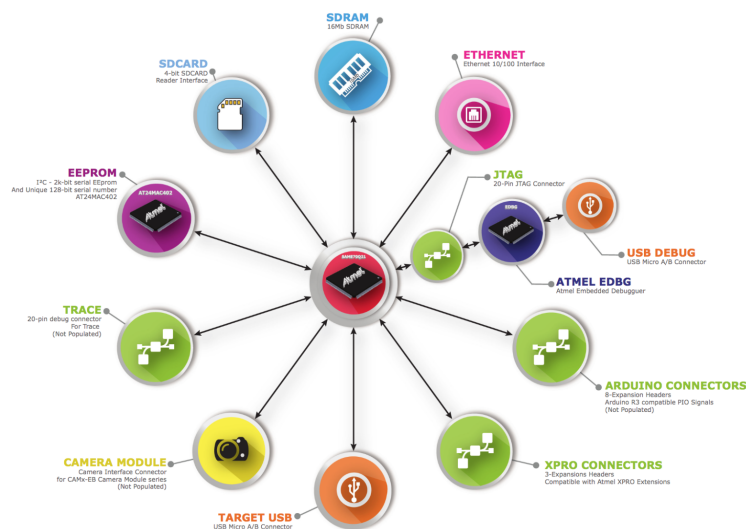 SDRAM
16Mb SDRAM
SDCARD
4-bit SDCARD
Reader Interface
ETHERNET
Ethernet 10/100 Interface
EEPROM
I²C - 2k-bit serial EEprom
And Unique 128-bit serial number
AT24MAC402
AT24MAC402
Atmel
JTAG
20-Pin JTAG Connector
EDBG
Atmel
USB DEBUG
USB Micro A/B Connector
ATMEL EDBG
Atmel Embedded Debugguer
Atmel
TRACE
20-pin debug connector
For Trace
(Not Populated)
ARDUINO CONNECTORS
8-Expansion Headers
Arduino R3 compatible PIO Signals
(Not Populated)
CAMERA MODULE
Camera Interface Connector
for CAMx-EB Camera Module series
(Not Populated)
XPRO CONNECTORS
3-Expansions Headers
Compatible with Atmel XPRO Extensions
TARGET USB
USB Micro A/B Connector